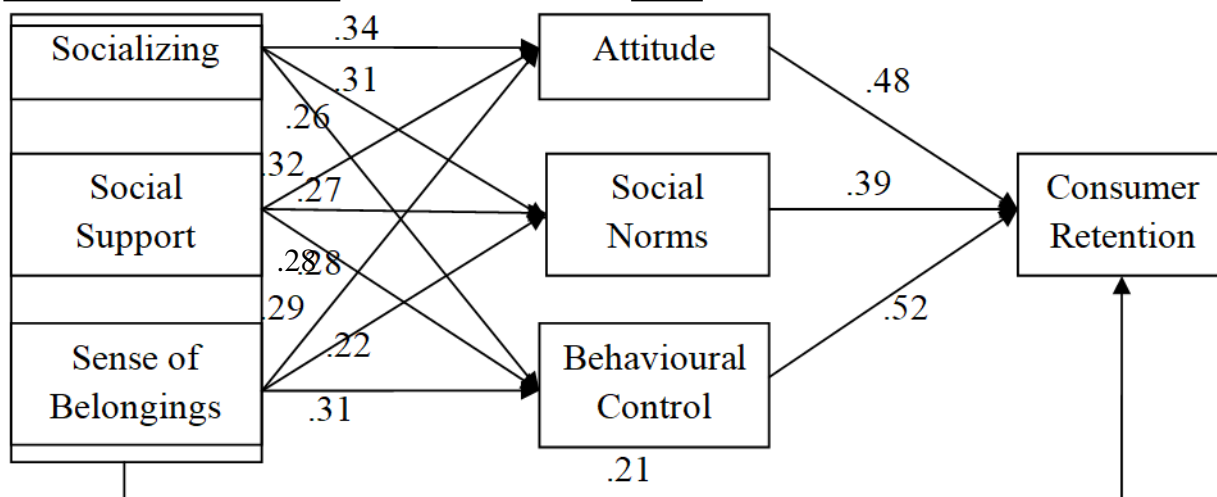 Socializing
.34
Attitude
.31
.48
.26
.32
.27
Social
Support
Social
Norms
.39
Consumer
Retention
.28
.28
.29
.52
.22
Sense of
Belongings
Behavioural
Control
.31
.21